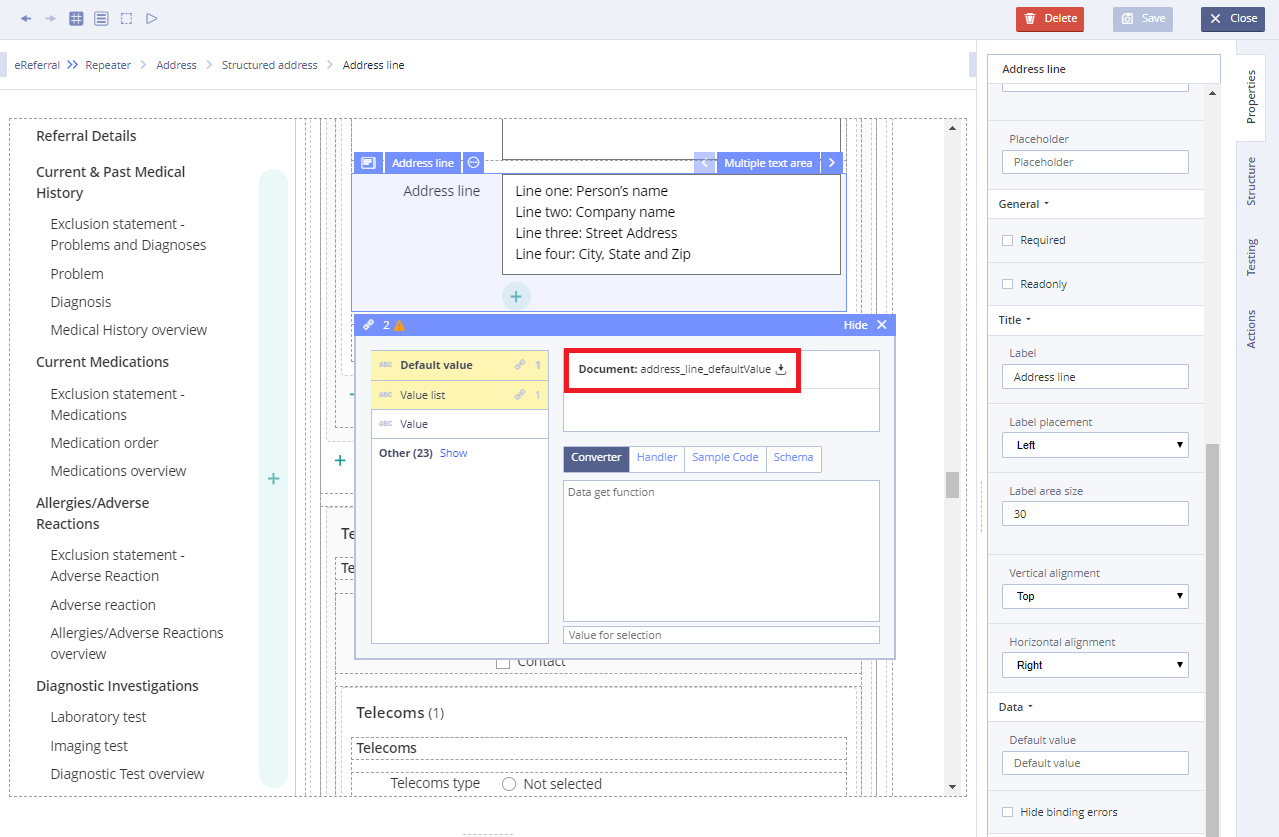 Delete
Save
Close
eReferral
Repeater
Address
Structured address
Address line
Referral Details
Current & Past Medical
History
Exclusion statement -
Problems and Diagnoses
Problem
Diagnosis
Medical History overview
Current Medications
Exclusion statement -
Medications
Medication order
Medications overview
Allergies/Adverse
Reactions
Exclusion statement -
Adverse Reaction
Adverse reaction
Allergies/Adverse Reactions
overview
Diagnostic Investigations
Laboratory test
Imaging test
Diagnostic Test overview
Address line
Multiple text area
Address line
Line one: Person’s name
Line two: Company name
Line three: Street Address
Line four: City, State and Zip
2
Hide
ABC Default value 1
ABC Value list 1
ABC Value
Other (23) Show
Document: address_line_defaultValue
Converter
Handler
Sample Code
Schema
Data get function
Value for selection
Te
Te
Contact
Telecoms (1)
Telecoms
Telecoms type
Not selected
Address line
Placeholder
Placeholder
General
Required
Readonly
Title
Label
Address line
Label placement
Left
Label area size
30
Vertical alignment
Top
Horizontal alignment
Right
Data
Default value
Default value
Hide binding errors
Properties
Structure
Testing
Actions